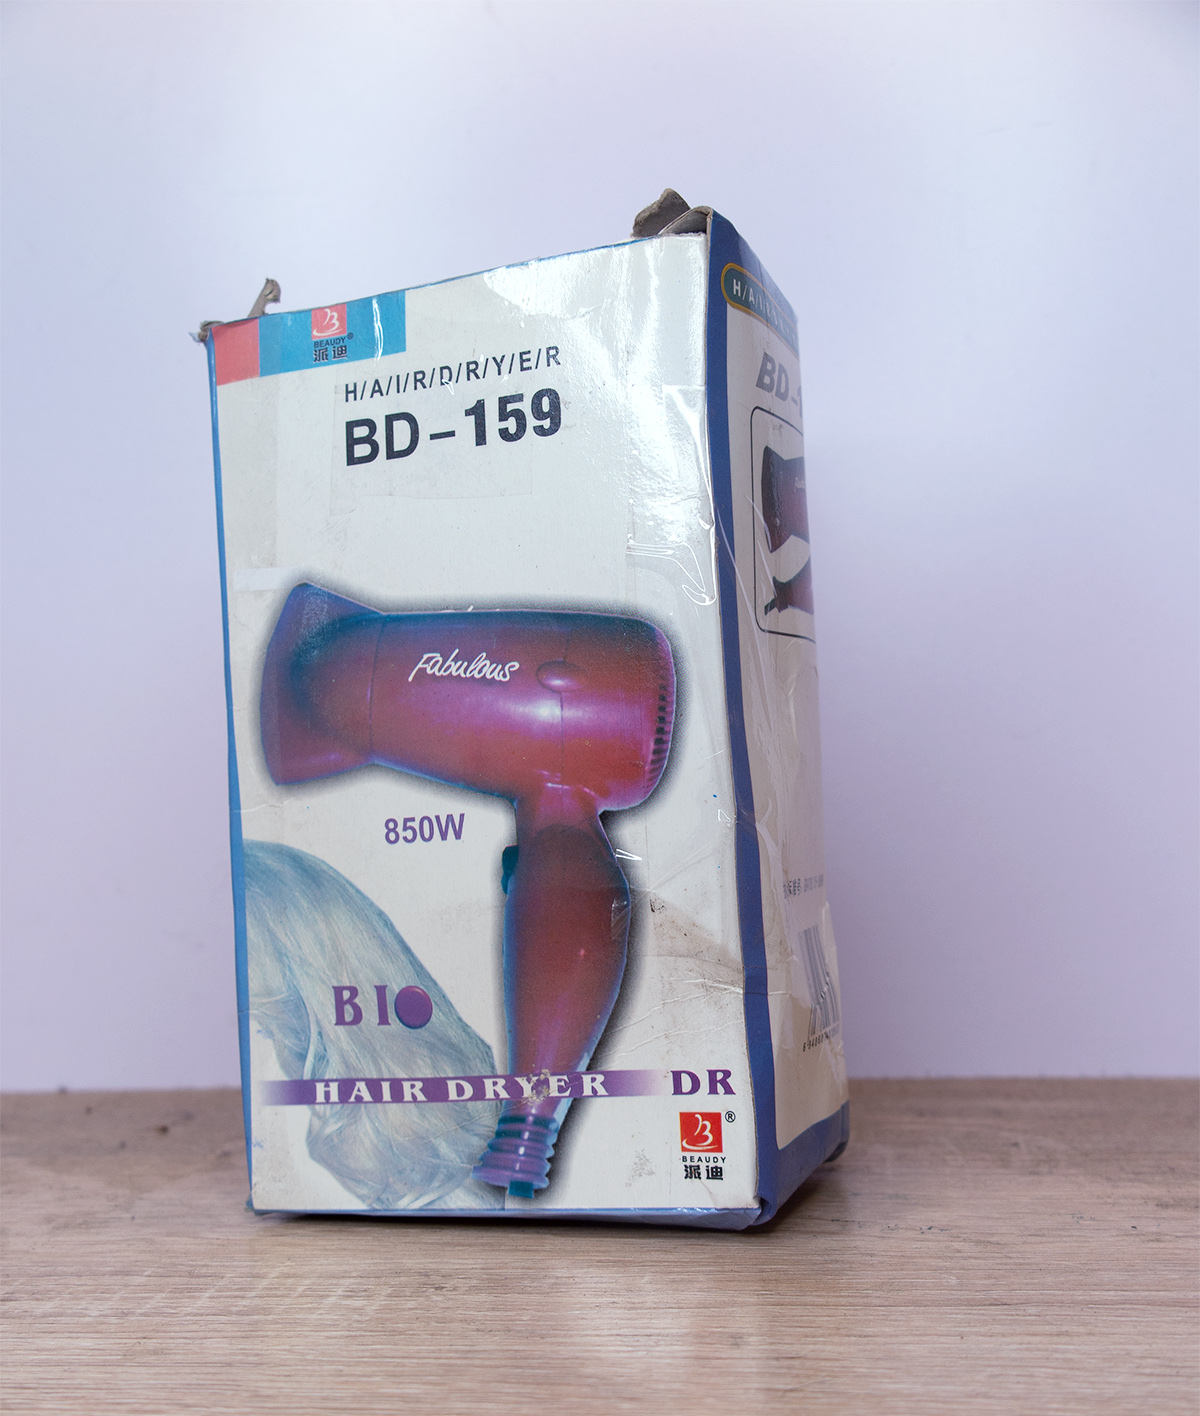 BEAUDY®
派迪
H/A/I/R/D/R/Y/E/R
BD-159
Fabulous
850W
BIO
HAIR DRYER DR
®
BEAUDY
派迪
H/A/I/
BD-